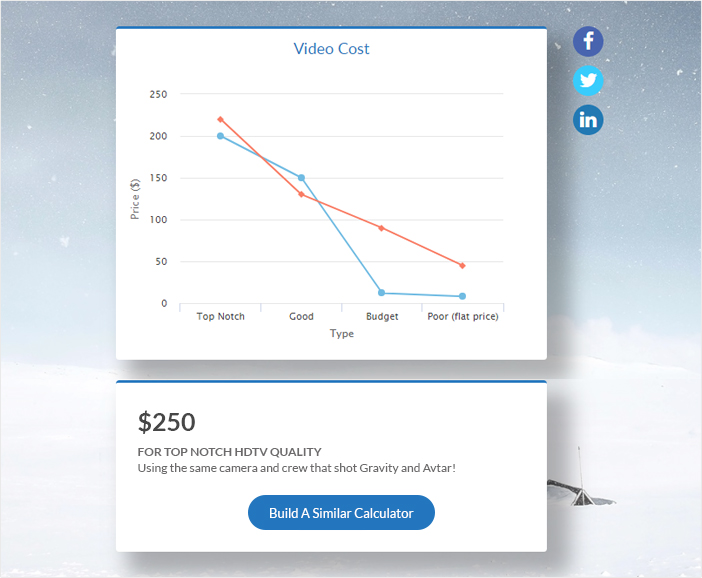 Video Cost
250
200
150
100
50
0
Price ($)
Top Notch Good Budget Poor (flat price)
Type
$250
FOR TOP NOTCH HDTV QUALITY
Using the same camera and crew that shot Gravity and Avtar!
Build A Similar Calculator
f
in